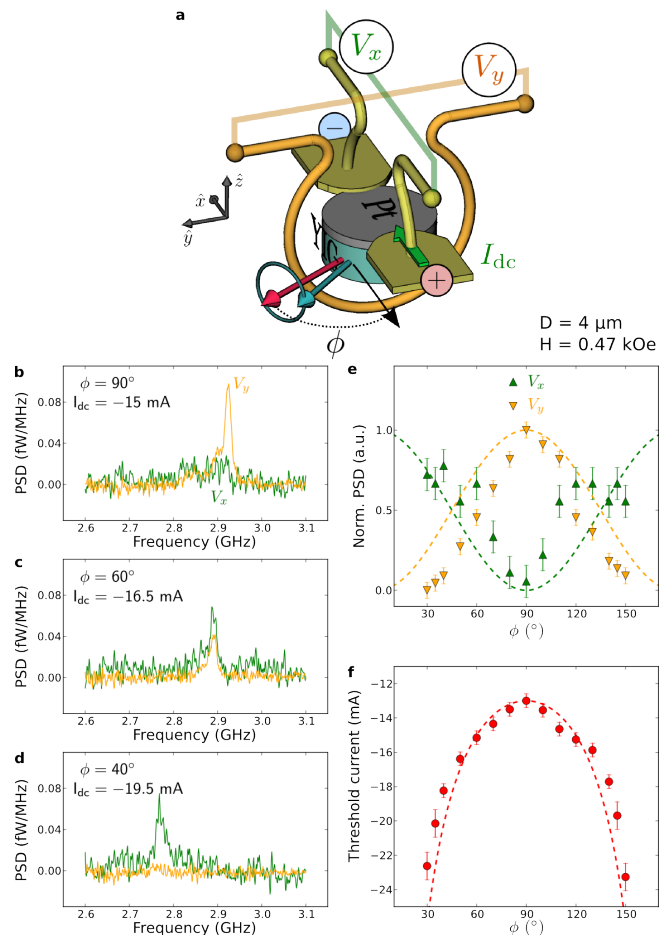 a
Vx
Vy
−
ẑ
x̂
ŷ
Pt
Y
G
Idc
+
ϕ
D = 4 μm
H = 0.47 kOe
b
ϕ = 90°
Idc = −15 mA
Vy
Vx
PSD (fW/MHz)
0.08
0.04
0.00
2.6 2.7 2.8 2.9 3.0 3.1
Frequency (GHz)
c
ϕ = 60°
Idc = −16.5 mA
PSD (fW/MHz)
0.08
0.04
0.00
2.6 2.7 2.8 2.9 3.0 3.1
Frequency (GHz)
d
ϕ = 40°
Idc = −19.5 mA
PSD (fW/MHz)
0.08
0.04
0.00
2.6 2.7 2.8 2.9 3.0 3.1
Frequency (GHz)
e
Vx
Vy
Norm. PSD (a.u.)
1.0
0.5
0.0
30 60 90 120 150
ϕ (°)
f
Threshold current (mA)
−12
−14
−16
−18
−20
−22
−24
30 60 90 120 150
ϕ (°)